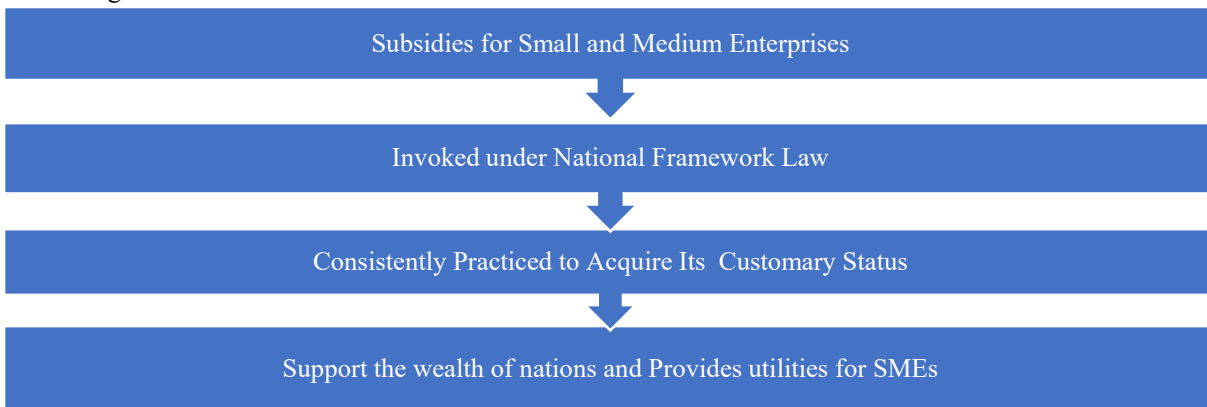 Subsidies for Small and Medium Enterprises
Invoked under National Framework Law
Consistently Practiced to Acquire Its Customary Status
Support the wealth of nations and Provides utilities for SMEs